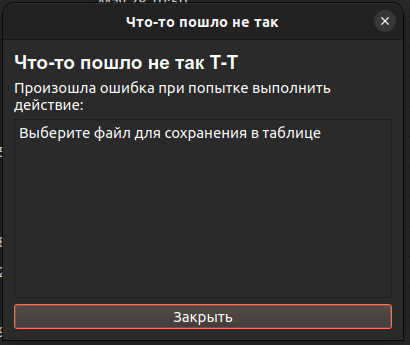 Что-то пошло не так
Что-то пошло не так Т-Т
Произошла ошибка при попытке выполнить
действие:
Выберите файл для сохранения в таблице
Закрыть